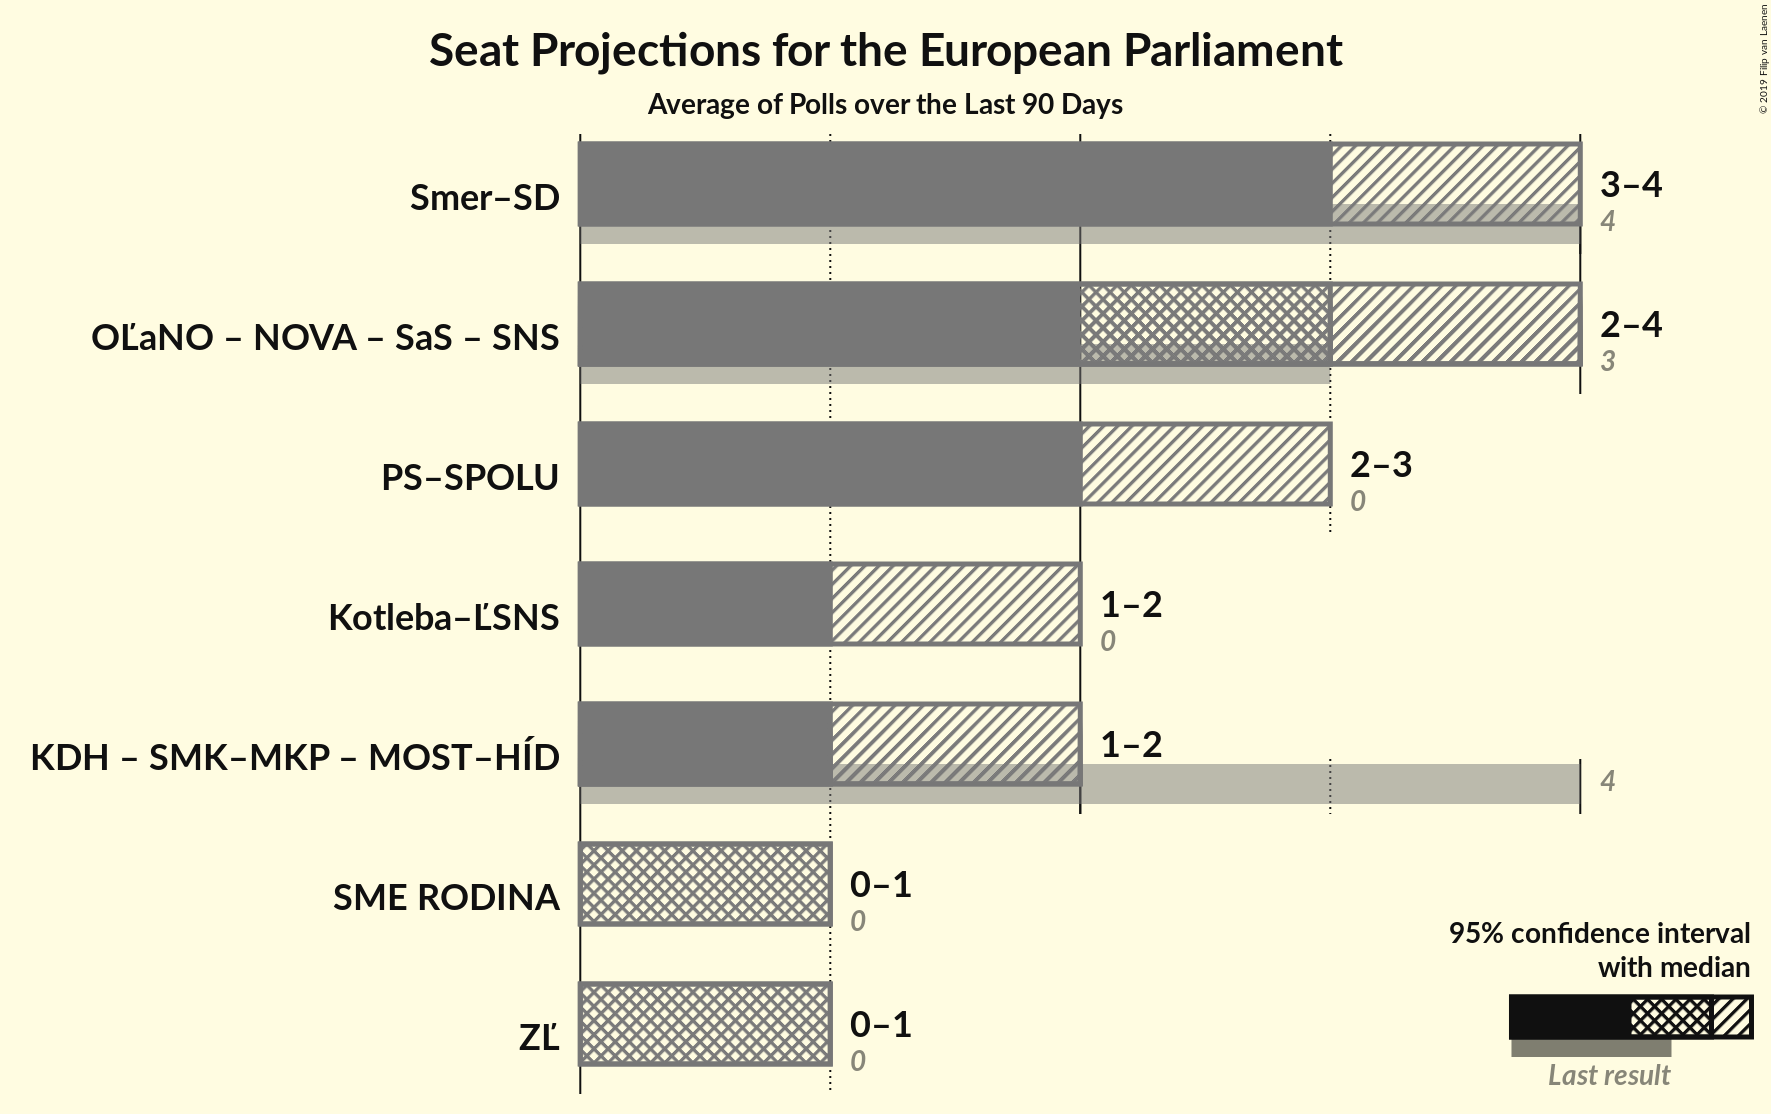 Seat Projections for the European Parliament
Average of Polls over the Last 90 Days
© 2019 Filip van Laenen
Smer–SD
3–4
4
OĽaNO – NOVA – SaS – SNS
2–4
3
PS–SPOLU
2–3
0
Kotleba–ĽSNS
1–2
0
KDH – SMK–MKP – MOST–HÍD
1–2
4
SME RODINA
0–1
0
ZĽ
0–1
0
95% confidence interval
with median
Last result